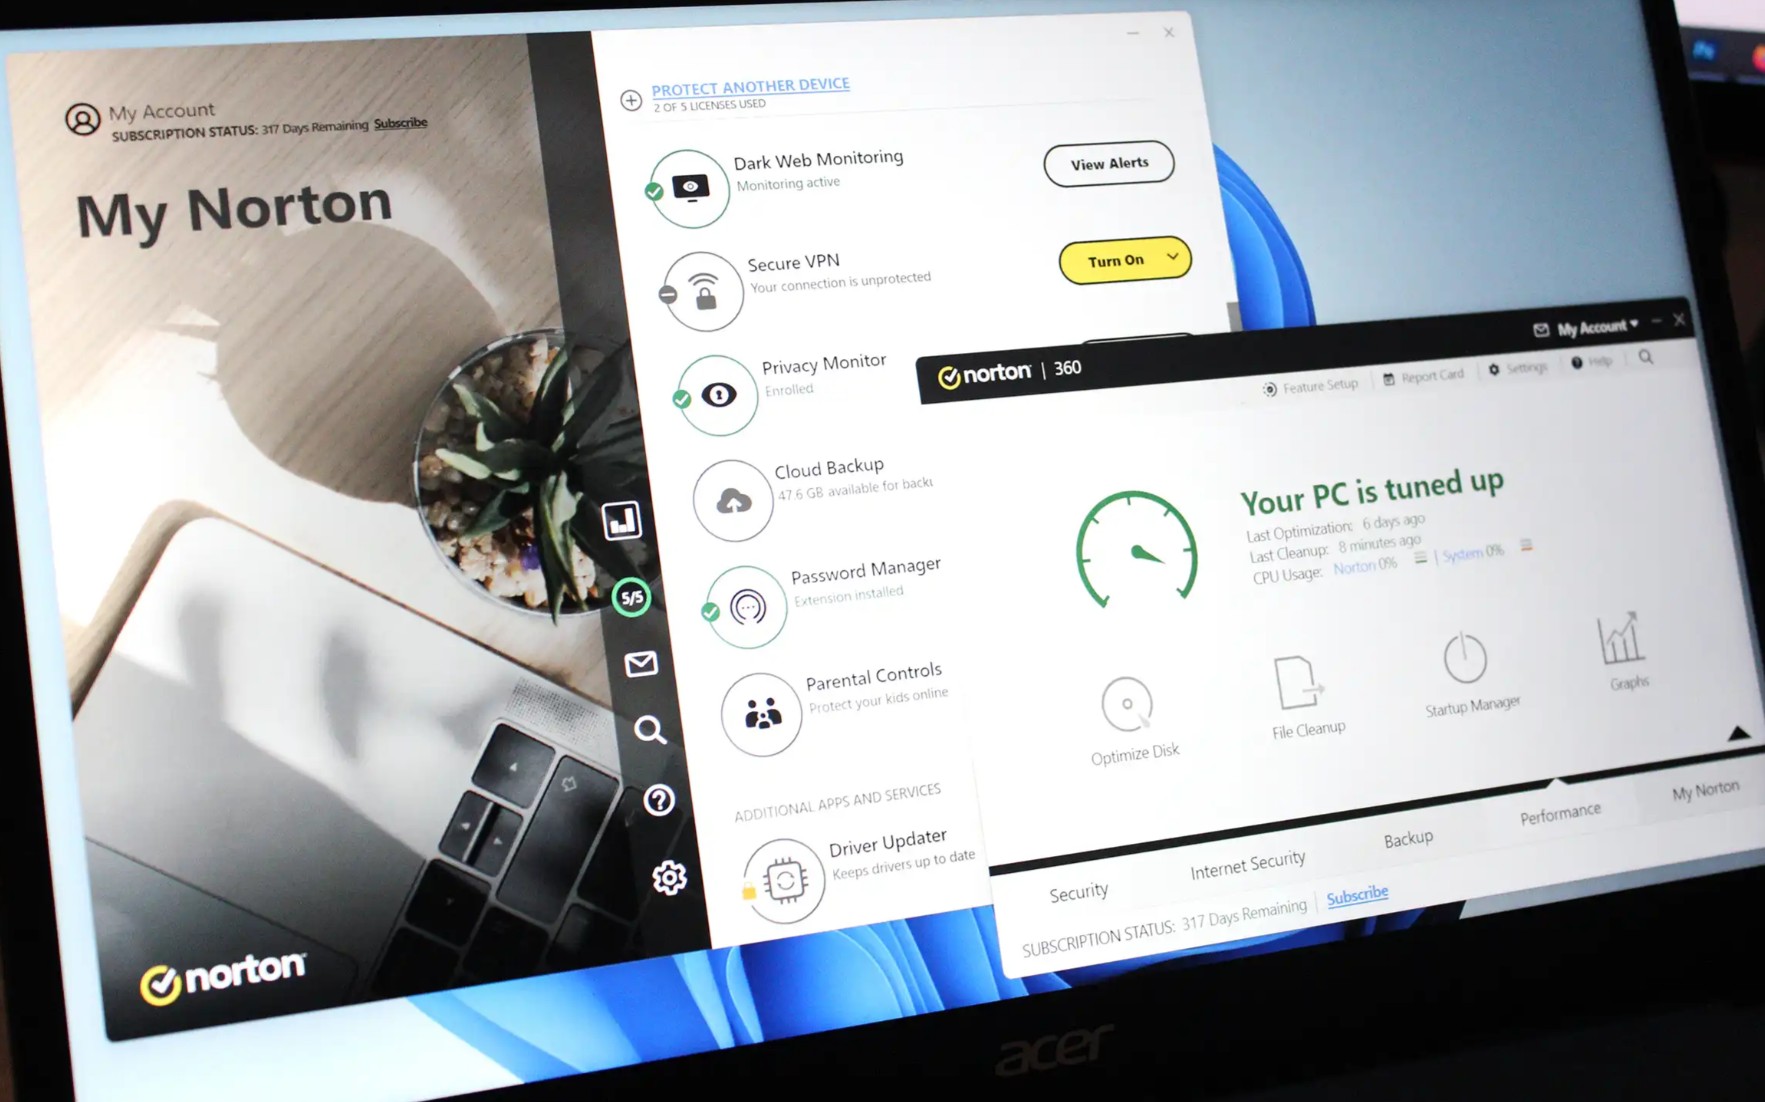 My Account
SUBSCRIPTION STATUS: 317 Days Remaining Subscribe
My Norton
5/5
norton
PROTECT ANOTHER DEVICE
2 OF 5 LICENSES USED
Dark Web Monitoring
Monitoring active
View Alerts
Secure VPN
Your connection is unprotected
Turn On
Privacy Monitor
Enrolled
Cloud Backup
47.6 GB available for
Password Manager
Extension installed
Parental Controls
Protect your kids online
ADDITIONAL APPS AND SERVICES
Driver Updater
Keeps drivers up to date
norton | 360
My Account
Feature Setup
Report Card
Settings
Help
Your PC is tuned up
Last Optimization: 6 days ago
Last Cleanup: 8 minutes ago
CPU Usage: Norton 0% | System 0%
Optimize Disk
File Cleanup
Startup Manager
Graphs
Security
Internet Security
Backup
Performance
My Norton
SUBSCRIPTION STATUS: 317 Days Remaining | Subscribe
acer